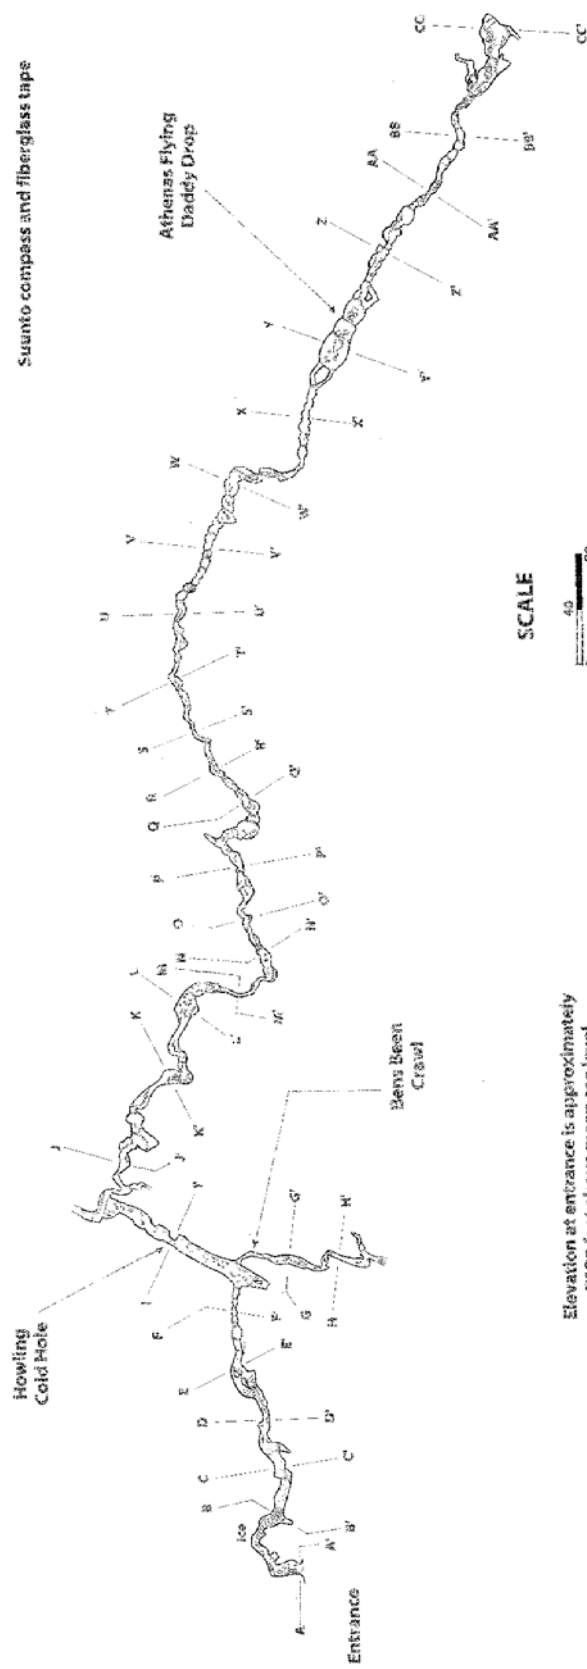 Suunto compass and fiberglass tape
Athenas Flying
Daddy Drop
Howling
Cold Hole
Bens Been
Crawl
Entrance
Ice
SCALE
40
Elevation at entrance is approximately
A
A'
B
B'
C
C'
D
D'
E
E'
F
F'
G
G'
H
H'
I
I'
J
J'
K
K'
L
L'
M
M'
N
N'
O
O'
P
P'
Q
Q'
R
R'
S
S'
T
T'
U
U'
V
V'
W
W'
X
X'
Y
Y'
Z
Z'
AA
AA'
BB
BB'
CC
CC'